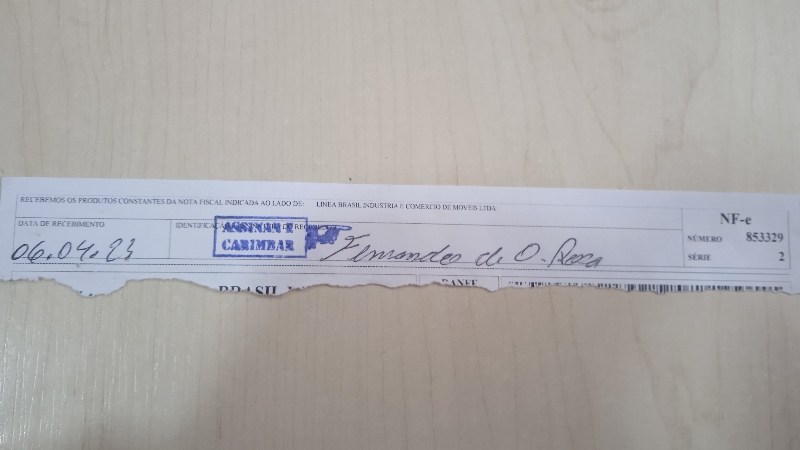 RECEBEMOS OS PRODUTOS CONSTANTES DA NOTA FISCAL INDICADA AO LADO DE: LINEA BRASIL INDUSTRIA E COMERCIO DE MOVEIS LTDA
NF-e
DATA DE RECEBIMENTO
ASSINAR E
CARIMBAR
NÚMERO 853329
06.04.23
Fernandes de O. Rosa
SÉRIE 2